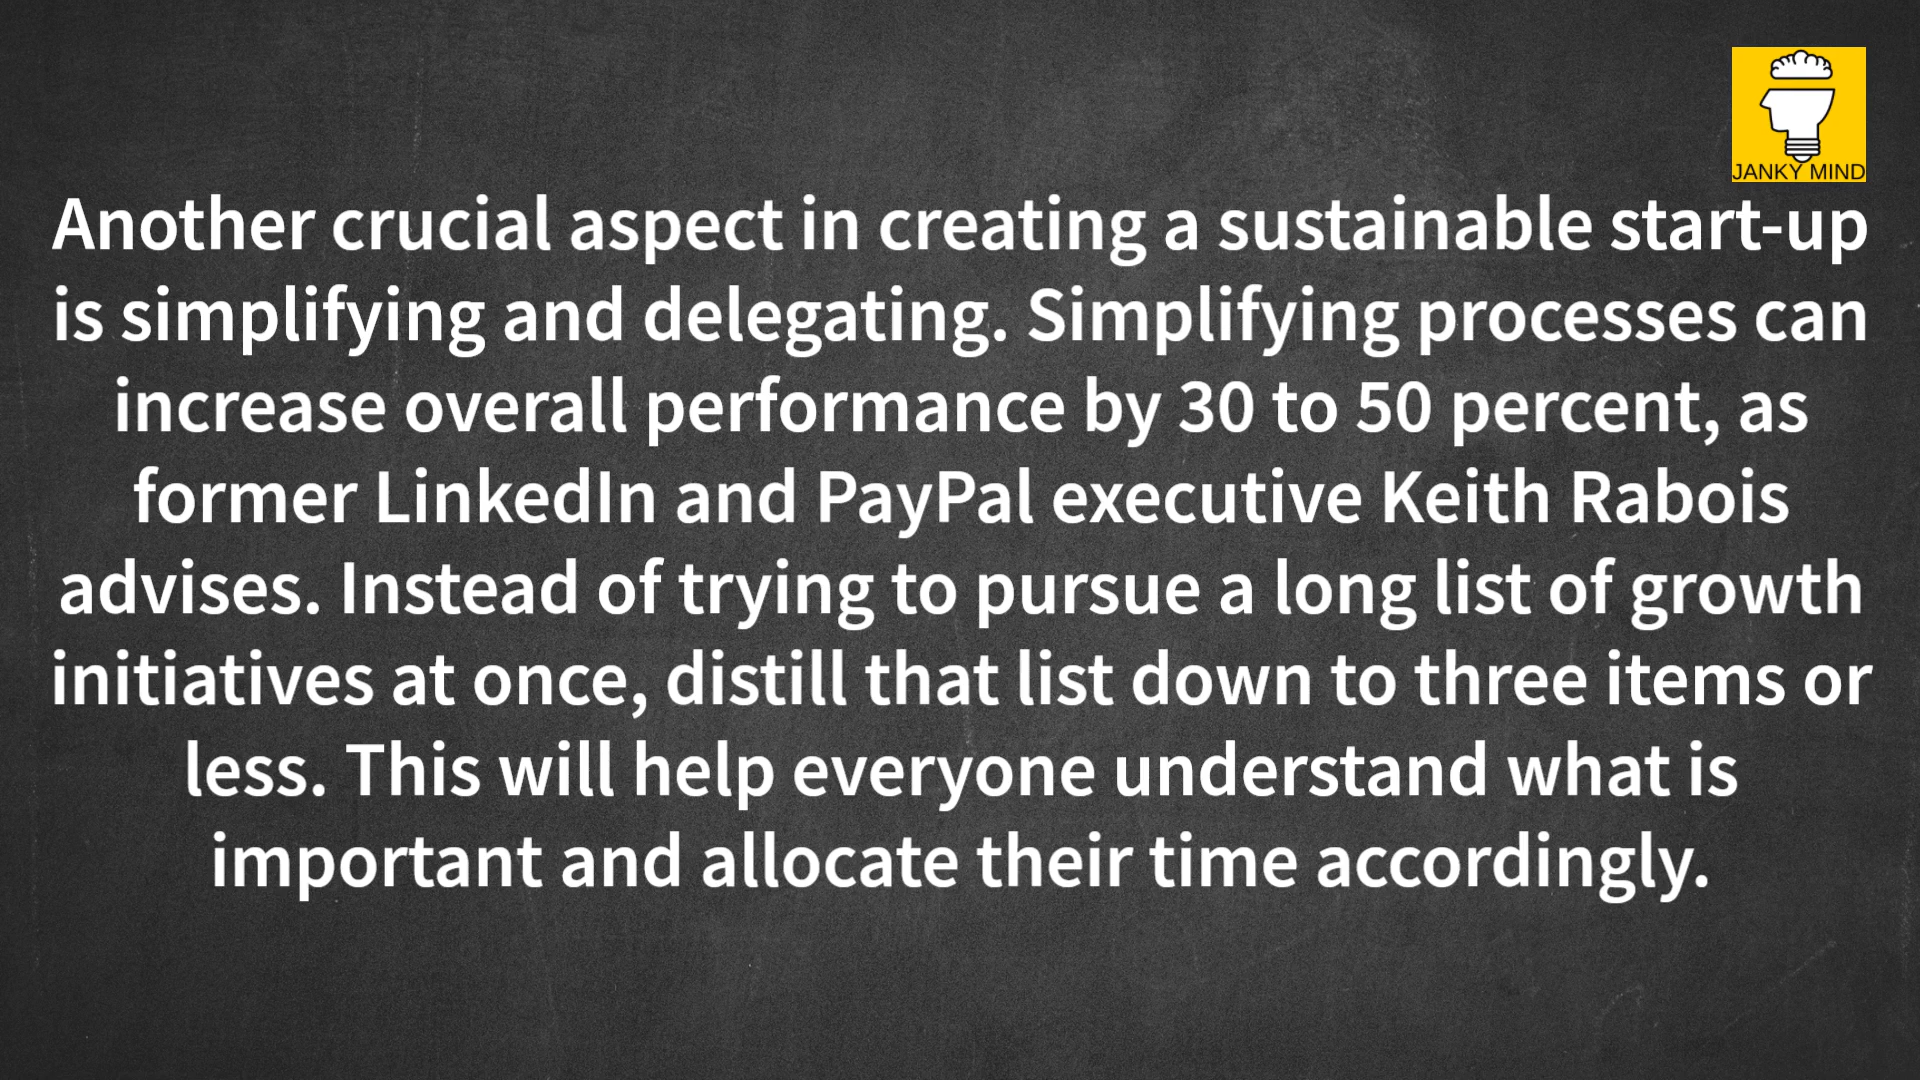 JANKY MIND
Another crucial aspect in creating a sustainable start-up
is simplifying and delegating. Simplifying processes can
increase overall performance by 30 to 50 percent, as
former LinkedIn and PayPal executive Keith Rabois
advises. Instead of trying to pursue a long list of growth
initiatives at once, distill that list down to three items or
less. This will help everyone understand what is
important and allocate their time accordingly.